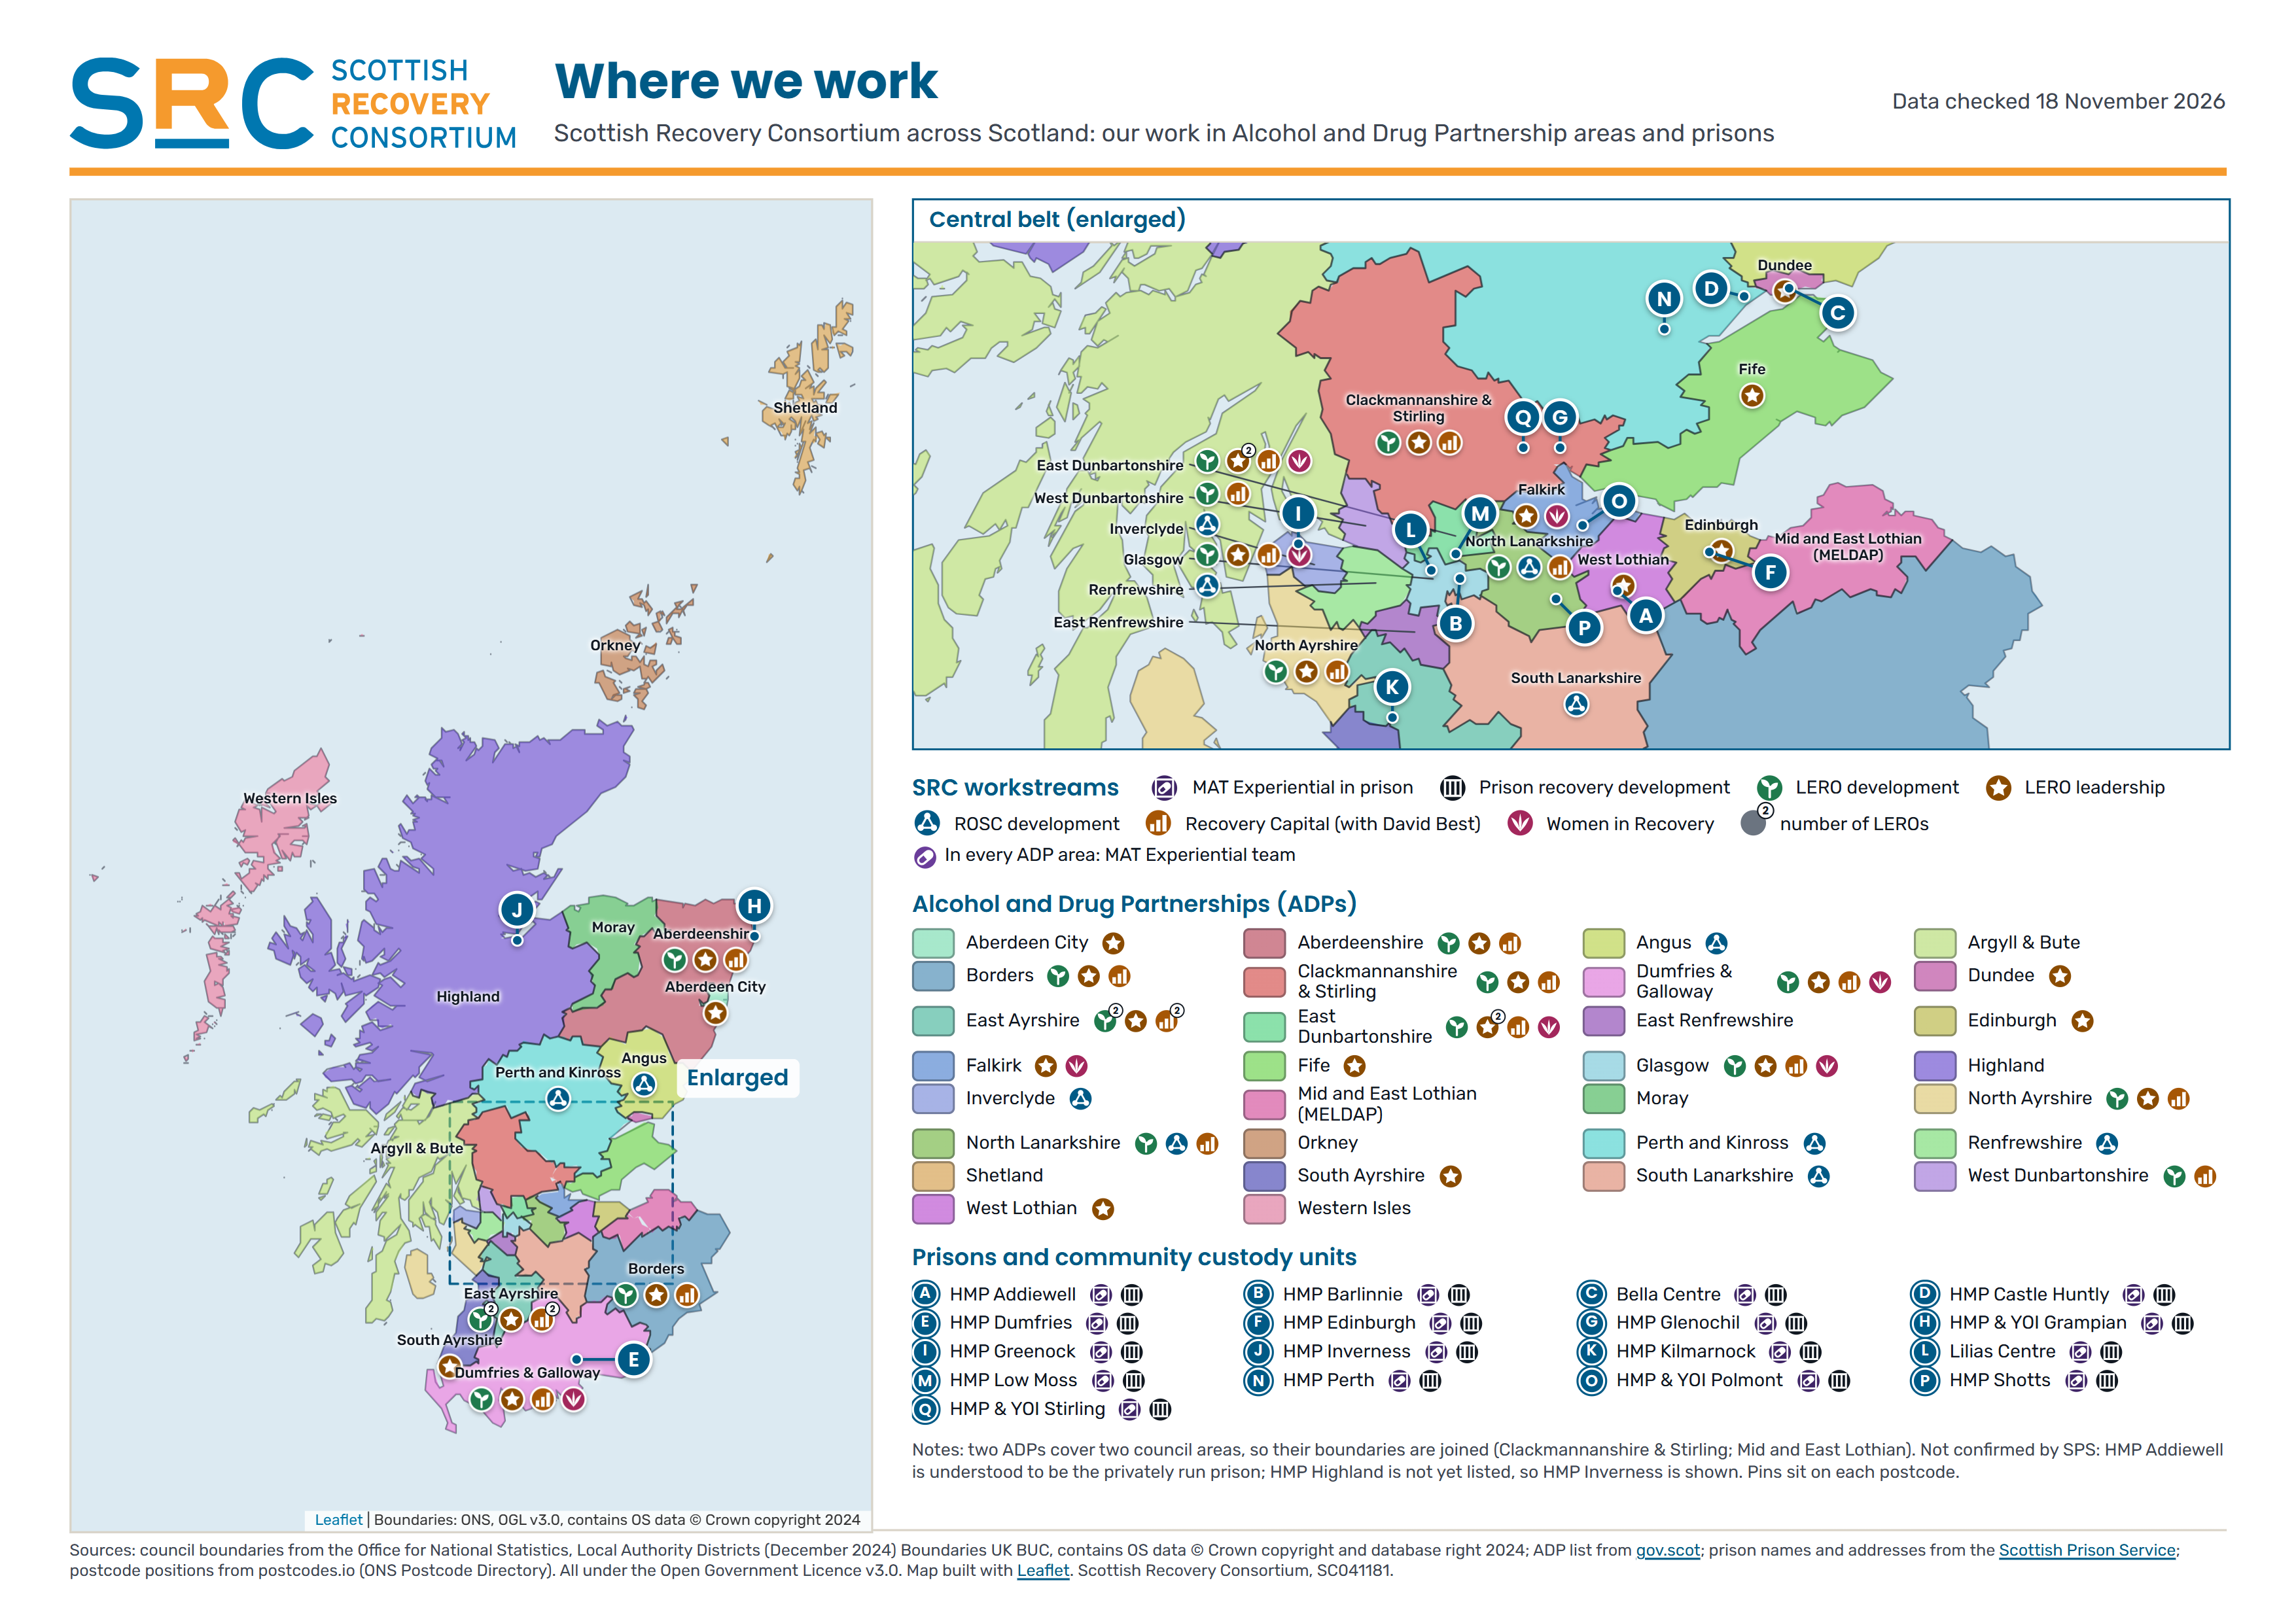 SRC
SCOTTISH
RECOVERY
CONSORTIUM
Where we work
Scottish Recovery Consortium across Scotland: our work in Alcohol and Drug Partnership areas and prisons
Data checked 18 November 2026
Shetland
Orkney
Western Isles
J
H
Moray
Aberdeenshire
Aberdeen City
Highland
Angus
Perth and Kinross
Enlarged
Argyll & Bute
Borders
East Ayrshire
2 2
South Ayrshire
E
Dumfries & Galloway
Leaflet | Boundaries: ONS, OGL v3.0, contains OS data © Crown copyright 2024
Central belt (enlarged)
Dundee
N
D
C
Fife
Clackmannanshire &
Stirling
Q
G
East Dunbartonshire
2
West Dunbartonshire
Inverclyde
Glasgow
Renfrewshire
East Renfrewshire
I
L
M
Falkirk
O
North Lanarkshire
West Lothian
Edinburgh
Mid and East Lothian
(MELDAP)
F
B
P
A
North Ayrshire
K
South Lanarkshire
SRC workstreams
MAT Experiential in prison
Prison recovery development
LERO development
LERO leadership
ROSC development
Recovery Capital (with David Best)
Women in Recovery
2
number of LEROs
In every ADP area: MAT Experiential team
Alcohol and Drug Partnerships (ADPs)
Aberdeen City
Aberdeenshire
Angus
Argyll & Bute
Borders
Clackmannanshire
& Stirling
Dumfries &
Galloway
Dundee
East Ayrshire
2 2
East
Dunbartonshire
2
East Renfrewshire
Edinburgh
Falkirk
Fife
Glasgow
Highland
Inverclyde
Mid and East Lothian
(MELDAP)
Moray
North Ayrshire
North Lanarkshire
Orkney
Perth and Kinross
Renfrewshire
Shetland
South Ayrshire
South Lanarkshire
West Dunbartonshire
West Lothian
Western Isles
Prisons and community custody units
A HMP Addiewell
B HMP Barlinnie
C Bella Centre
D HMP Castle Huntly
E HMP Dumfries
F HMP Edinburgh
G HMP Glenochil
H HMP & YOI Grampian
I HMP Greenock
J HMP Inverness
K HMP Kilmarnock
L Lilias Centre
M HMP Low Moss
N HMP Perth
O HMP & YOI Polmont
P HMP Shotts
Q HMP & YOI Stirling
Notes: two ADPs cover two council areas, so their boundaries are joined (Clackmannanshire & Stirling; Mid and East Lothian). Not confirmed by SPS: HMP Addiewell
is understood to be the privately run prison; HMP Highland is not yet listed, so HMP Inverness is shown. Pins sit on each postcode.
Sources: council boundaries from the Office for National Statistics, Local Authority Districts (December 2024) Boundaries UK BUC, contains OS data © Crown copyright and database right 2024; ADP list from gov.scot; prison names and addresses from the Scottish Prison Service;
postcode positions from postcodes.io (ONS Postcode Directory). All under the Open Government Licence v3.0. Map built with Leaflet. Scottish Recovery Consortium, SC041181.